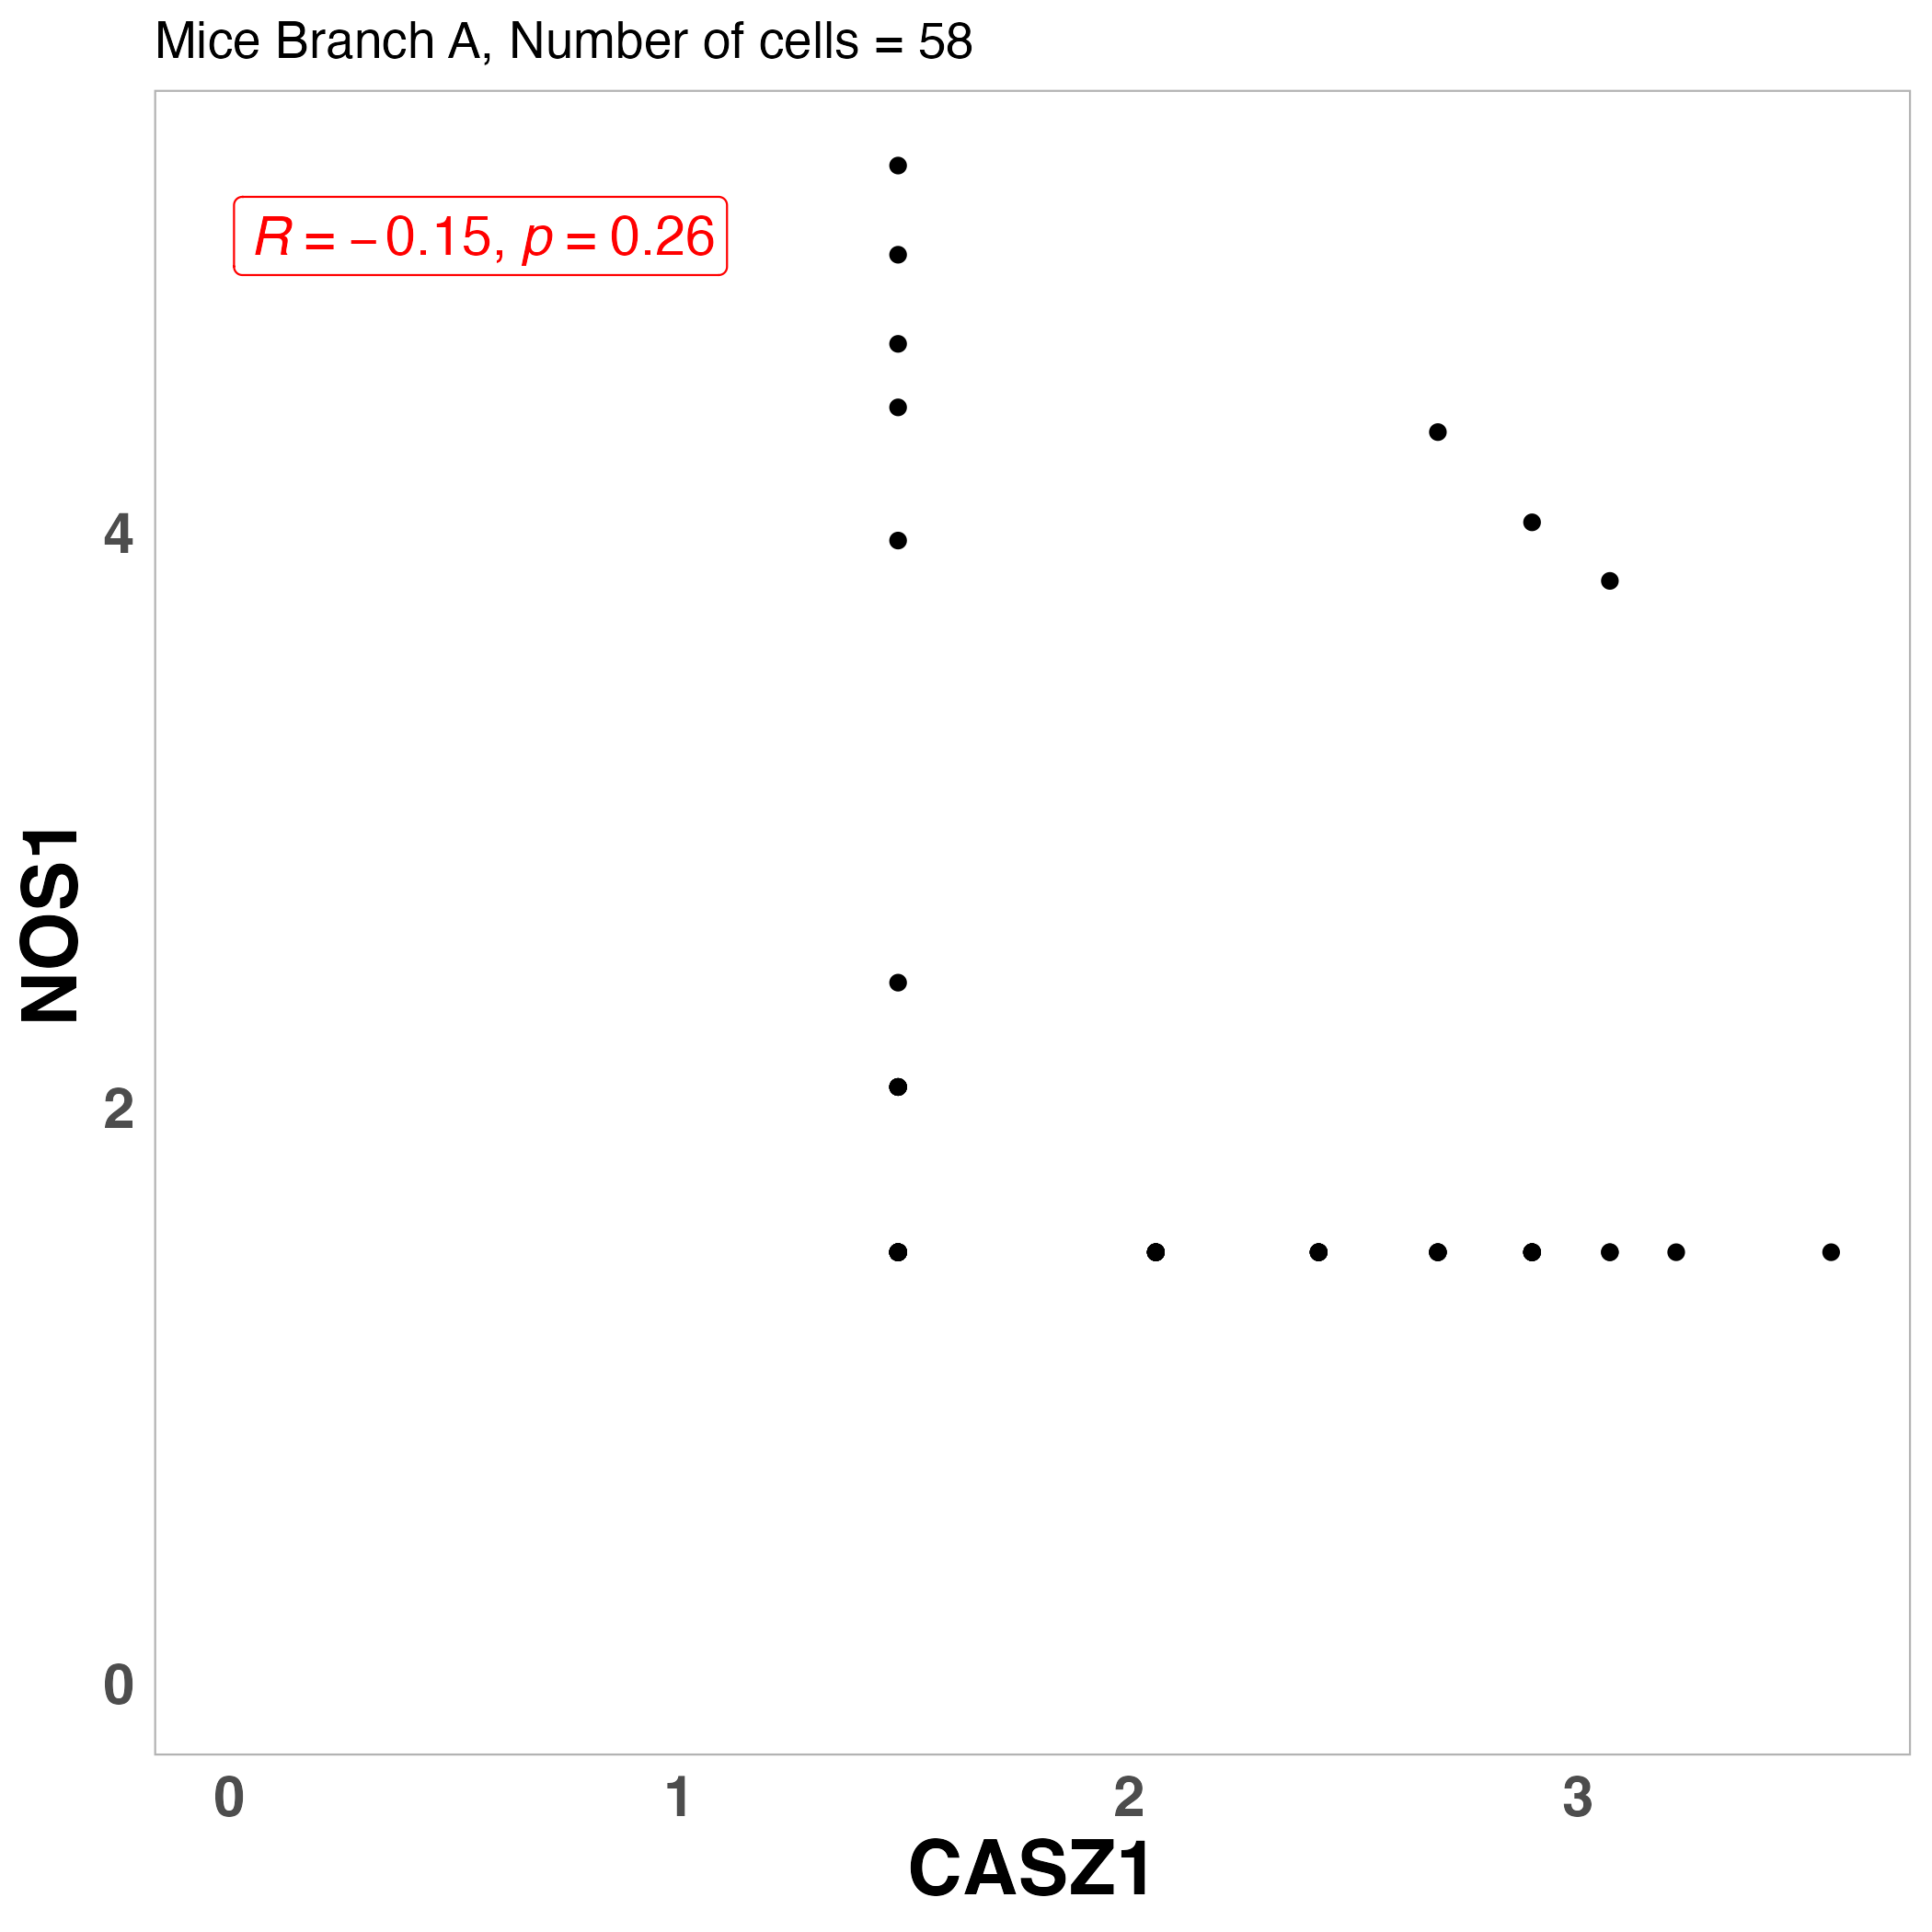 Mice Branch A, Number of cells = 58
R = −0.15, p = 0.26
4
2
0
NOS1
0 1 2 3
CASZ1